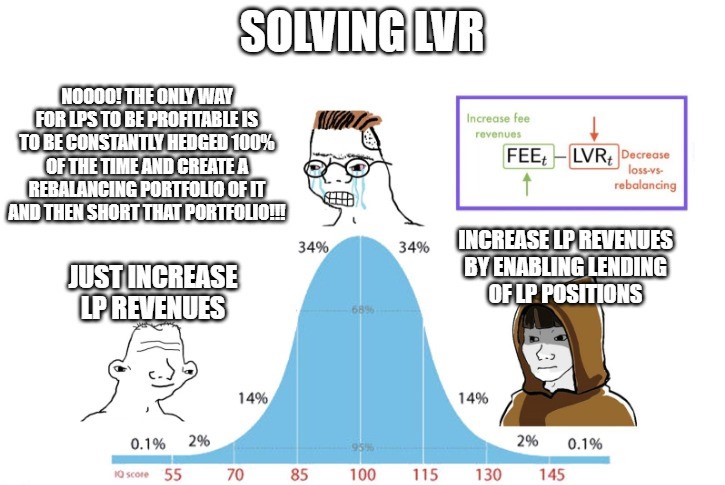 SOLVING LVR
NOOOO! THE ONLY WAY
FOR LPS TO BE PROFITABLE IS
TO BE CONSTANTLY HEDGED 100%
OF THE TIME AND CREATE A
REBALANCING PORTFOLIO OF IT
AND THEN SHORT THAT PORTFOLIO!!!
Increase fee
revenues
FEEt – LVRt
Decrease
loss-vs-
rebalancing
INCREASE LP REVENUES
BY ENABLING LENDING
OF LP POSITIONS
JUST INCREASE
LP REVENUES
34% 34%
68%
14% 14%
95%
0.1% 2% 2% 0.1%
IQ score 55 70 85 100 115 130 145